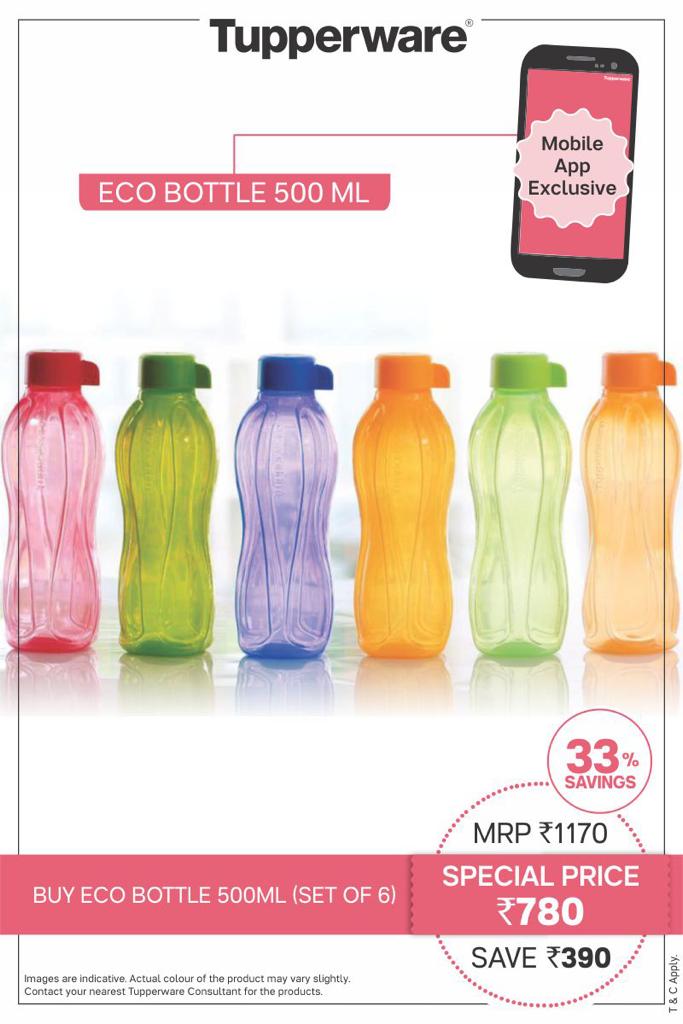 Tupperware®
Tupperware
Mobile
App
Exclusive
ECO BOTTLE 500 ML
33%
SAVINGS
MRP ₹1170
BUY ECO BOTTLE 500ML (SET OF 6)
SPECIAL PRICE
₹780
SAVE ₹390
Images are indicative. Actual colour of the product may vary slightly.
Contact your nearest Tupperware Consultant for the products.
T & C Apply.